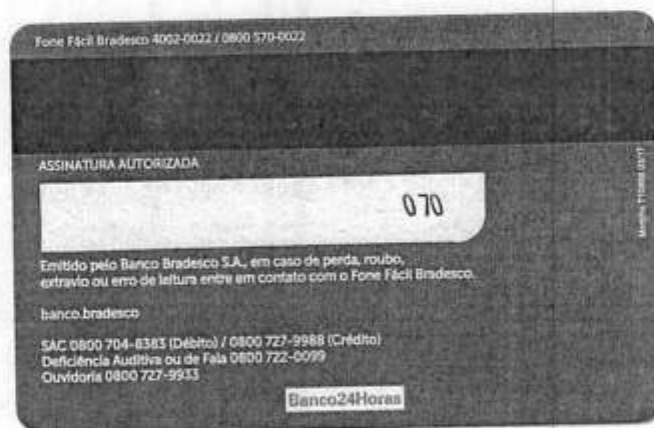 Fone Fácil Bradesco 4002-0022 / 0800 570-0022
ASSINATURA AUTORIZADA
070
Emitido pelo Banco Bradesco S.A., em caso de perda, roubo,
extravio ou erro de leitura entre em contato com o Fone Fácil Bradesco.
banco.bradesco
SAC 0800 704-8383 (Débito) / 0800 727-9988 (Crédito)
Deficiência Auditiva ou de Fala 0800 722-0099
Ouvidoria 0800 727-9933
Banco24Horas